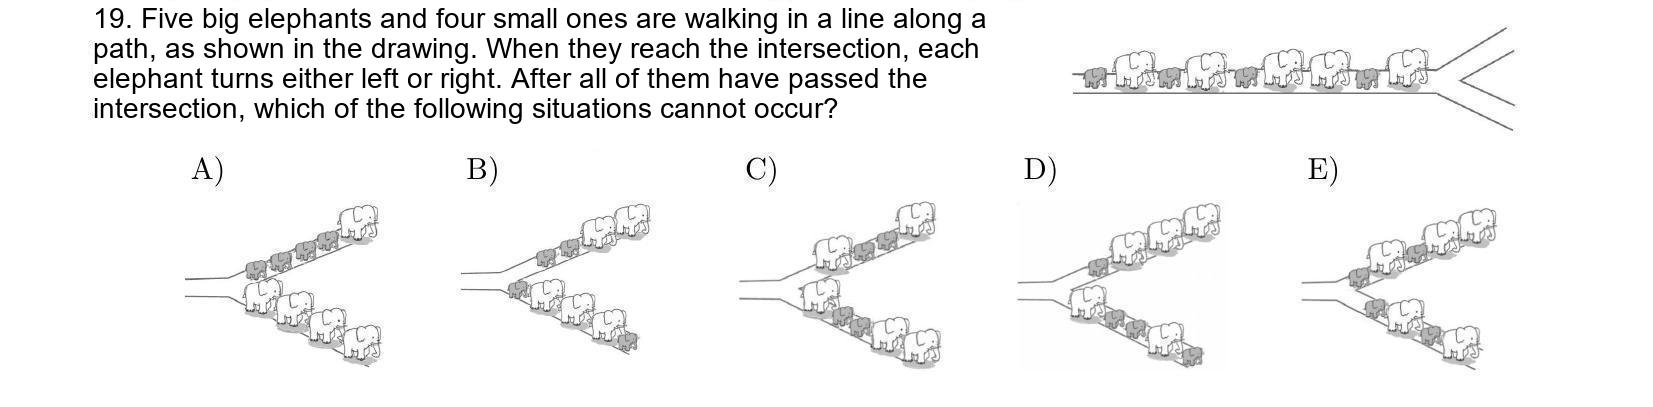 19. Five big elephants and four small ones are walking in a line along a
path, as shown in the drawing. When they reach the intersection, each
elephant turns either left or right. After all of them have passed the
intersection, which of the following situations cannot occur?
A) B) C) D) E)